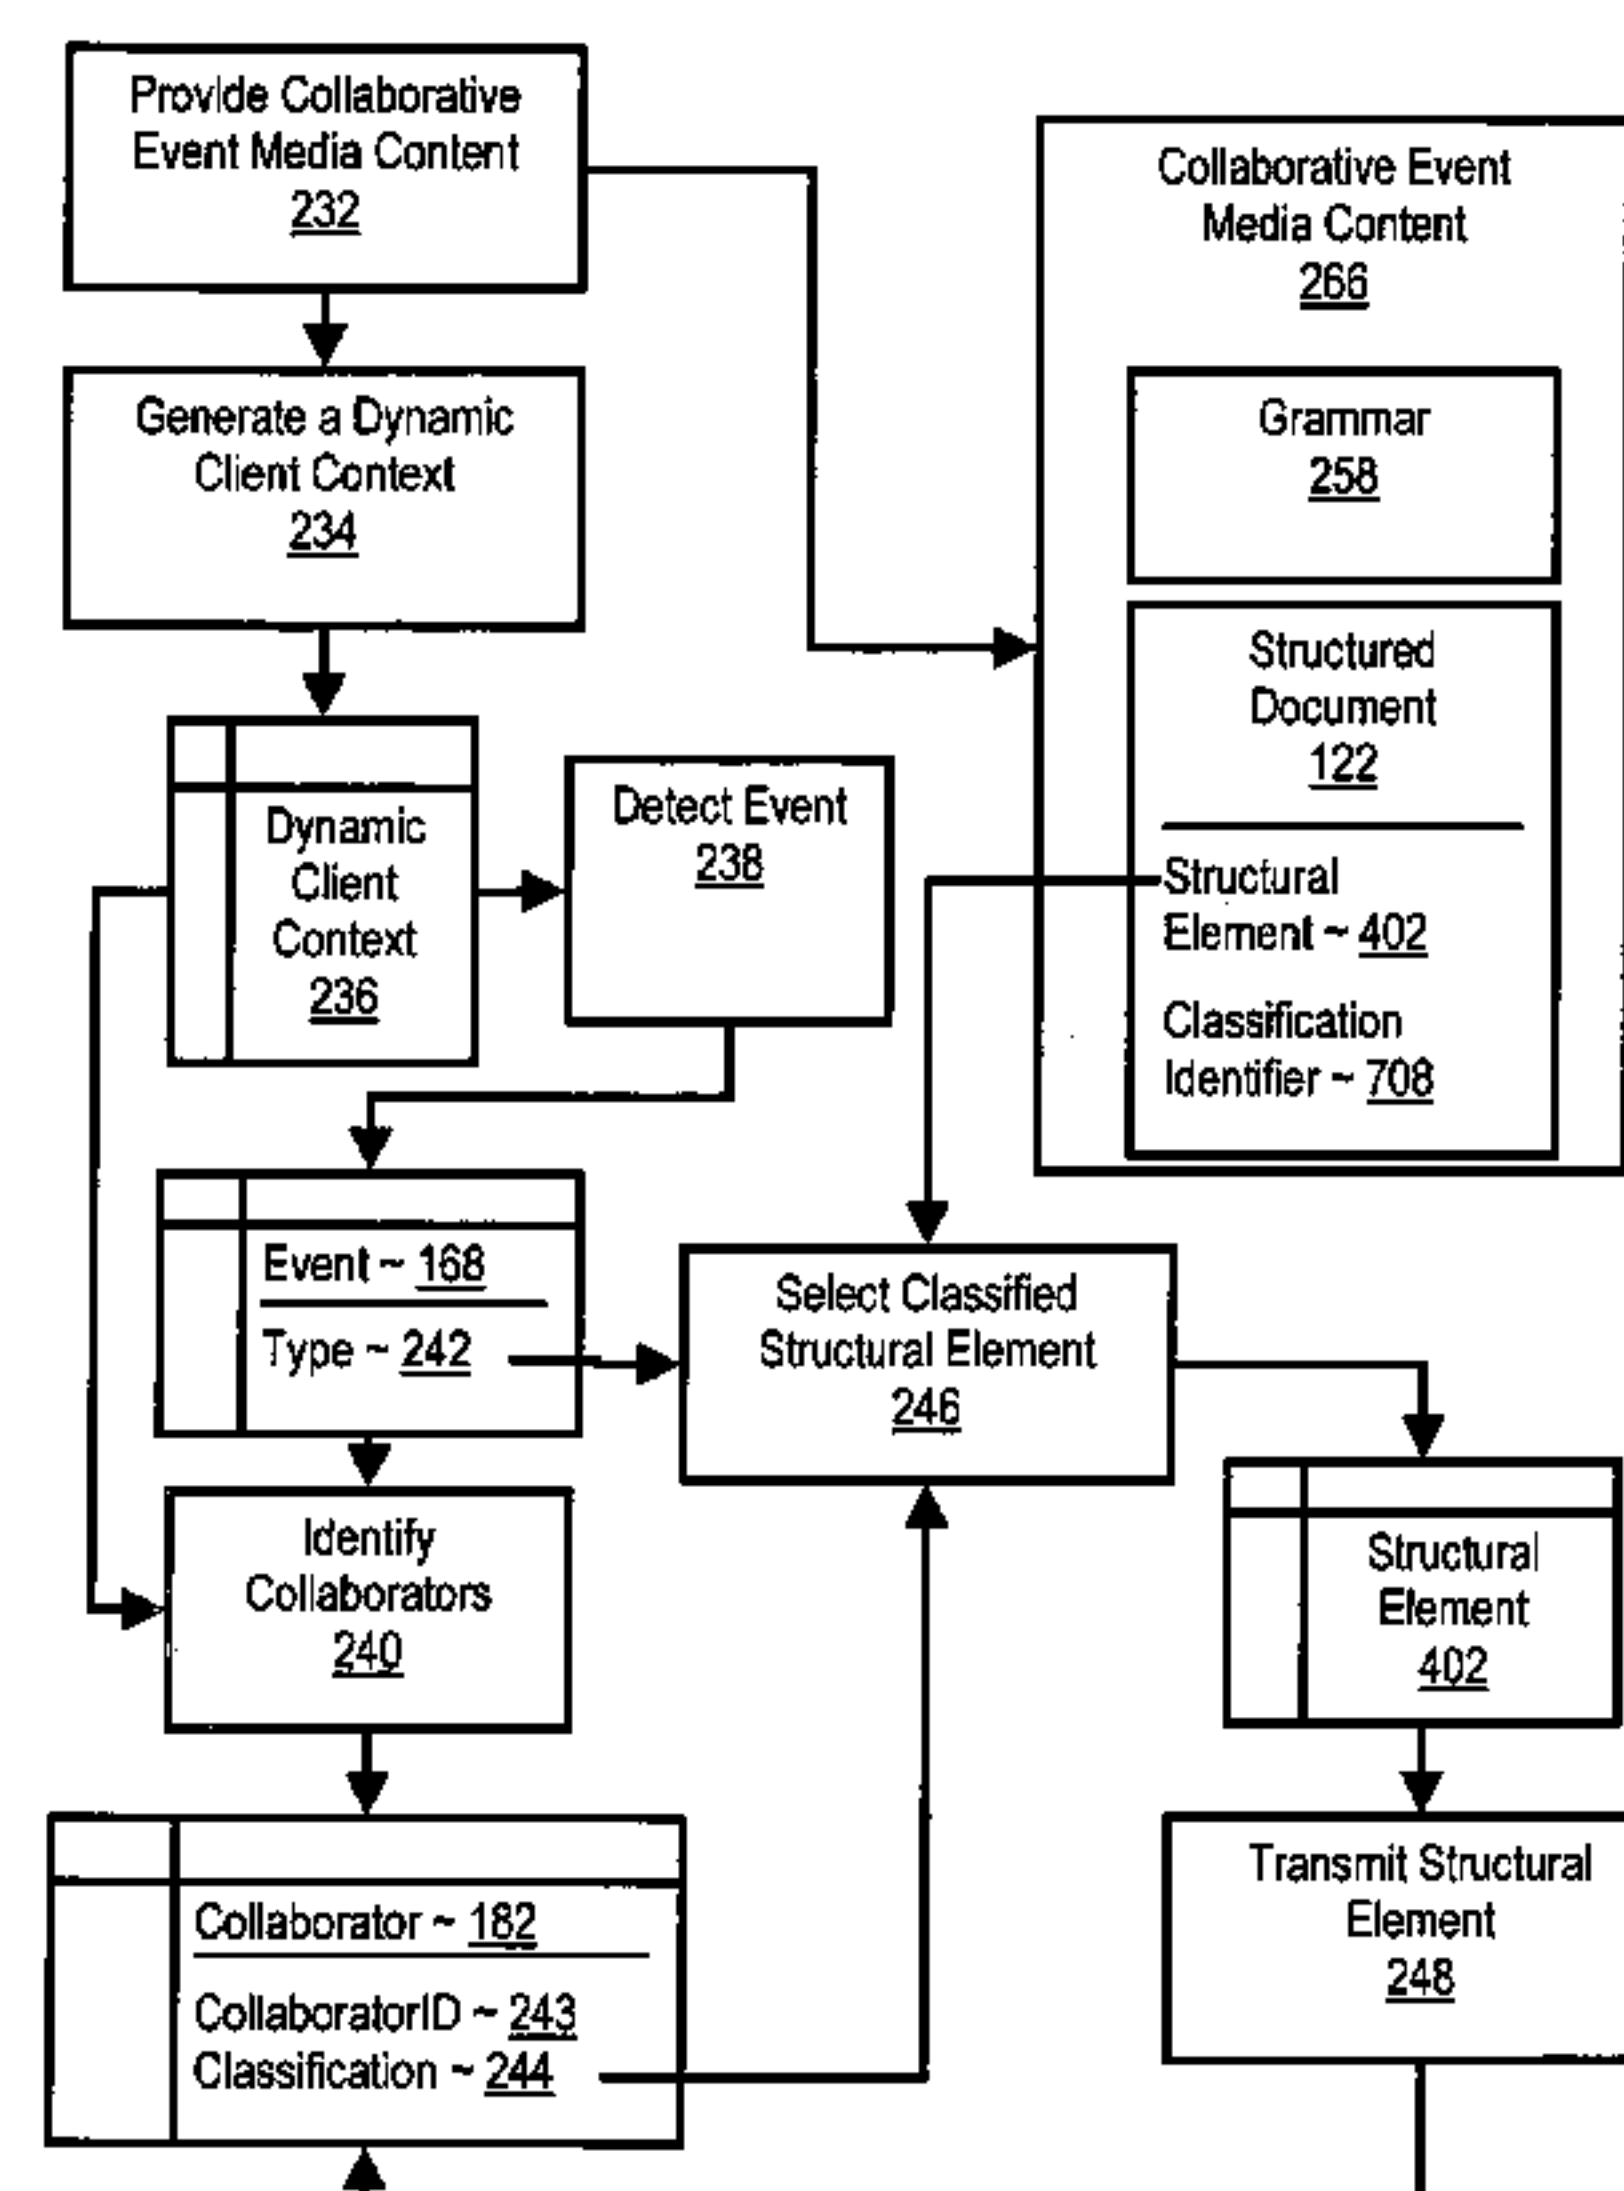 Provide Collaborative
Event Media Content
232
Collaborative Event
Media Content
266
Generate a Dynamic
Client Context
234
Grammar
258
Structured
Document
122
Structural
Element ~ 402
Classification
Identifier ~ 708
Dynamic
Client
Context
236
Detect Event
238
Event ~ 168
Type ~ 242
Select Classified
Structural Element
246
Identify
Collaborators
240
Structural
Element
402
Collaborator ~ 182
CollaboratorID ~ 243
Classification ~ 244
Transmit Structural
Element
248